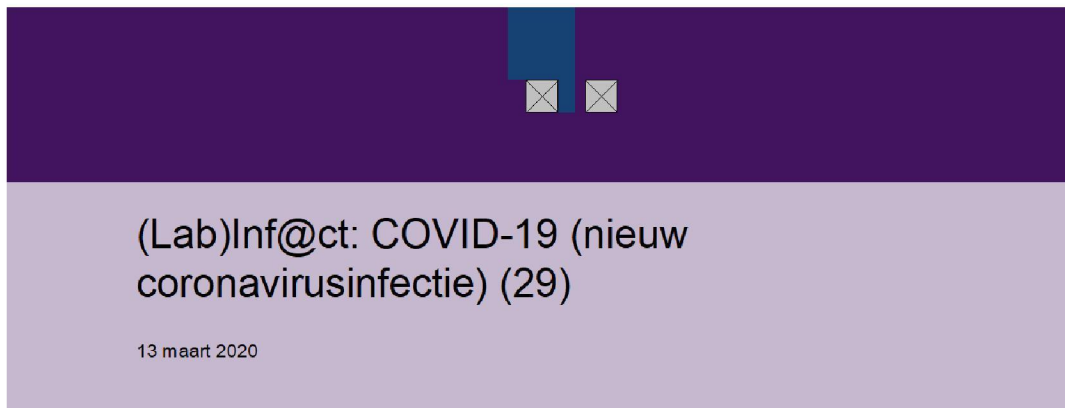 (Lab)Inf@ct: COVID-19 (nieuw
coronavirusinfectie) (29)
13 maart 2020